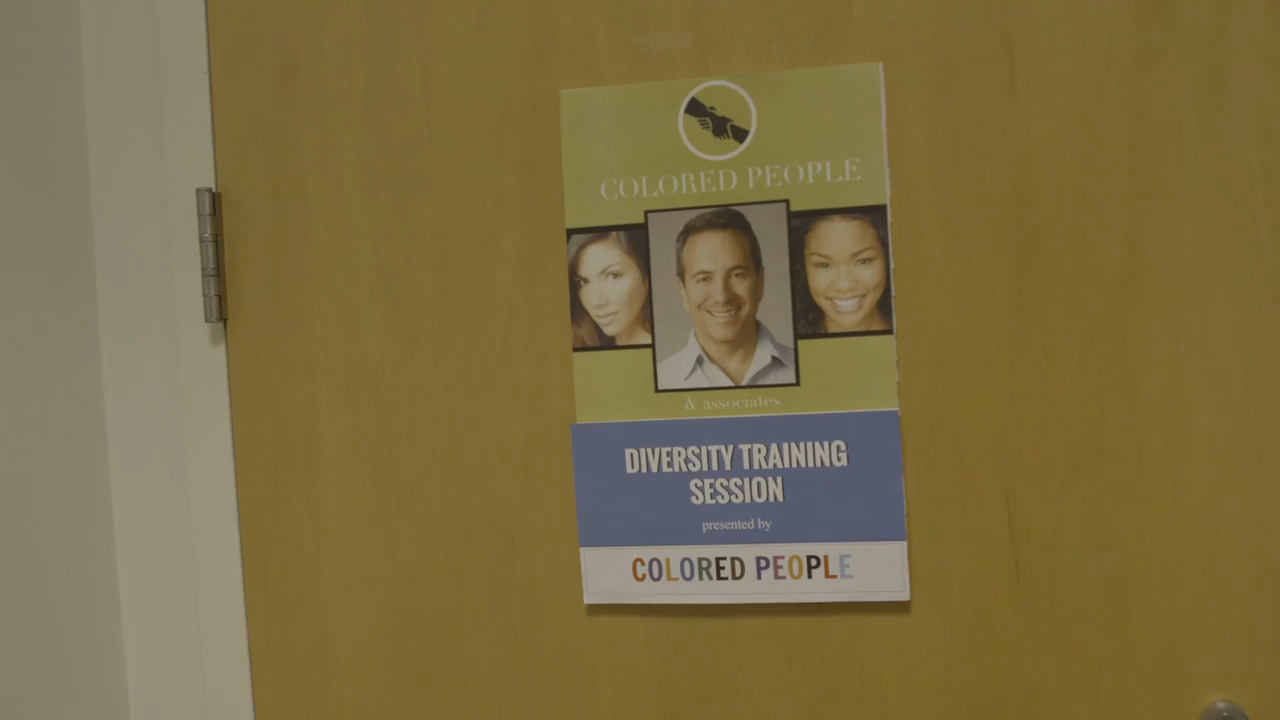 COLORED PEOPLE
& associates
DIVERSITY TRAINING
SESSION
presented by
COLORED PEOPLE